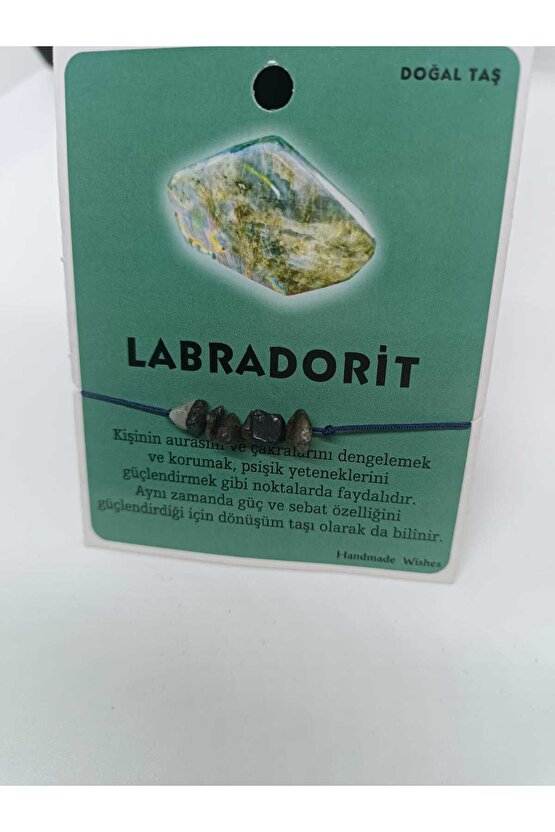 DOĞAL TAŞ
LABRADORİT
Kişinin aurasını ve çakralarını dengelemek
ve korumak, psişik yeteneklerini
güçlendirmek gibi noktalarda faydalıdır.
Aynı zamanda güç ve sebat özelliğini
güçlendirdiği için dönüşüm taşı olarak da bilinir.
Handmade Wishes